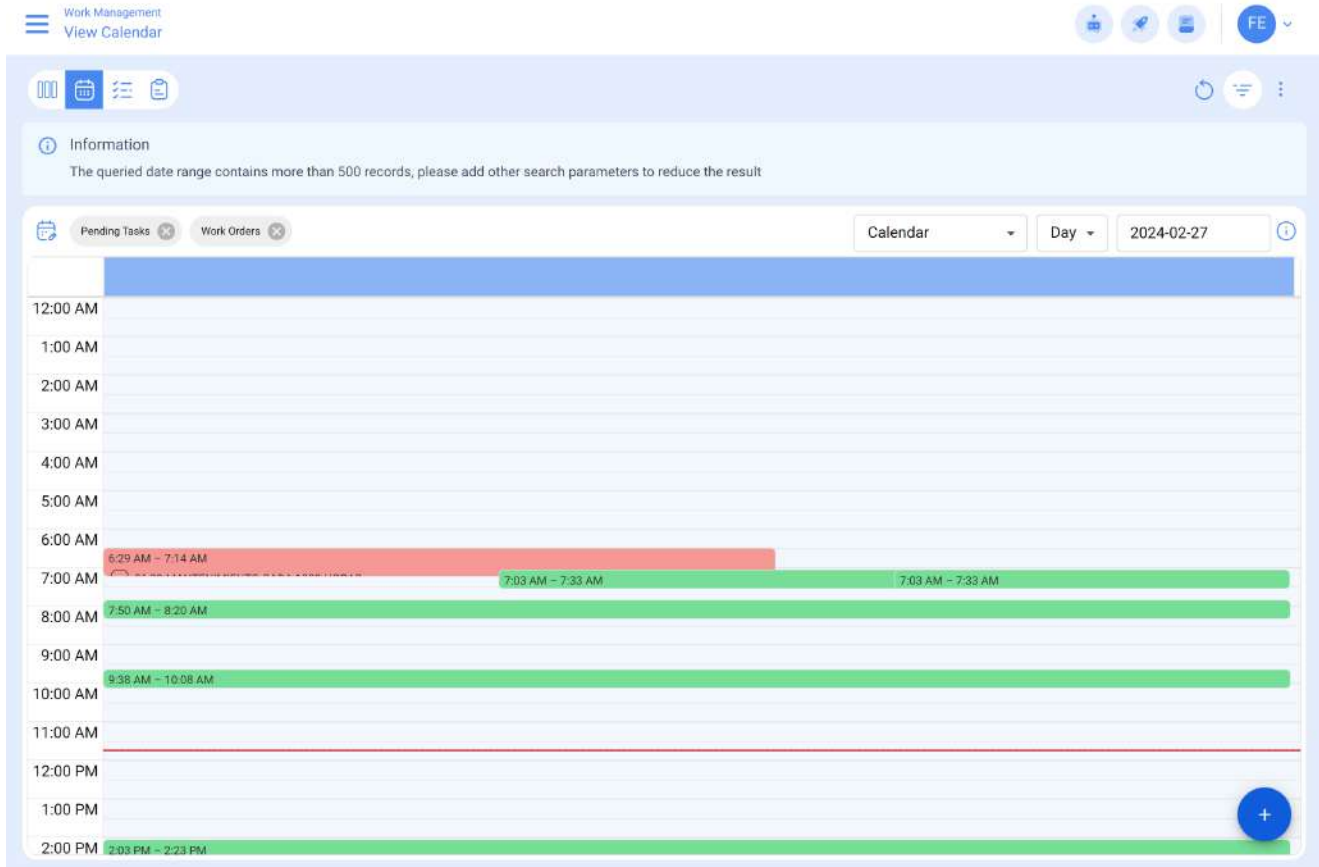 Work Management
View Calendar
FE
Information
The queried date range contains more than 500 records, please add other search parameters to reduce the result
Pending Tasks Work Orders Calendar Day 2024-02-27
12:00 AM
1:00 AM
2:00 AM
3:00 AM
4:00 AM
5:00 AM
6:00 AM
6:29 AM – 7:14 AM
7:00 AM 7:03 AM – 7:33 AM 7:03 AM – 7:33 AM
8:00 AM 7:50 AM – 8:20 AM
9:00 AM
9:38 AM – 10:08 AM
10:00 AM
11:00 AM
12:00 PM
1:00 PM
+
2:00 PM 2:03 PM – 2:23 PM